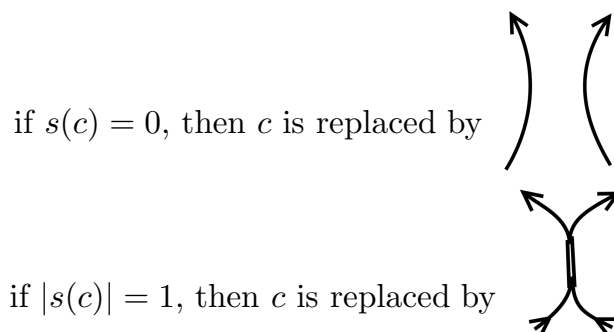 if s(c) = 0, then c is replaced by
if |s(c)| = 1, then c is replaced by